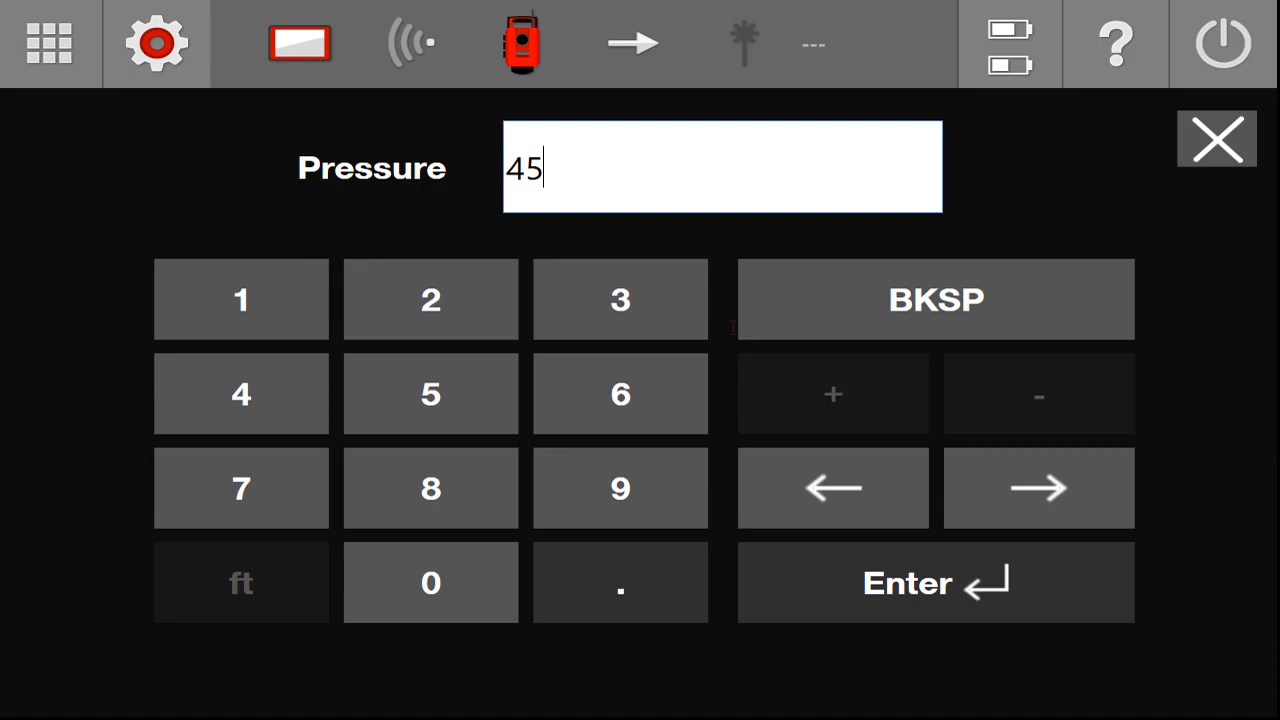 ?
---
Pressure 45
1 2 3 BKSP
4 5 6 + -
7 8 9
ft 0 . Enter